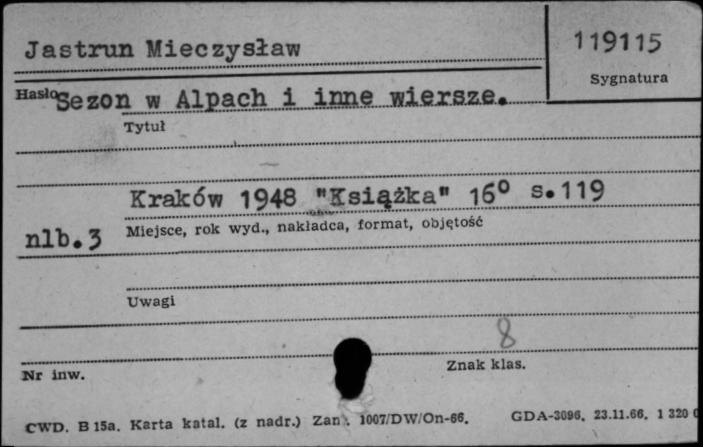 Jastrun Mieczysław
119115
Sygnatura
Hasło Sezon w Alpach i inne wiersze.
Tytuł
Kraków 1948 "Książka" 16° s.119
nlb.3 Miejsce, rok wyd., nakładca, format, objętość
Uwagi
8
Nr inw.
Znak klas.
CWD. B 15a. Karta katal. (z nadr.) Zam. 1007/DW/On-66. GDA-3096. 23.11.66. 1 320 0